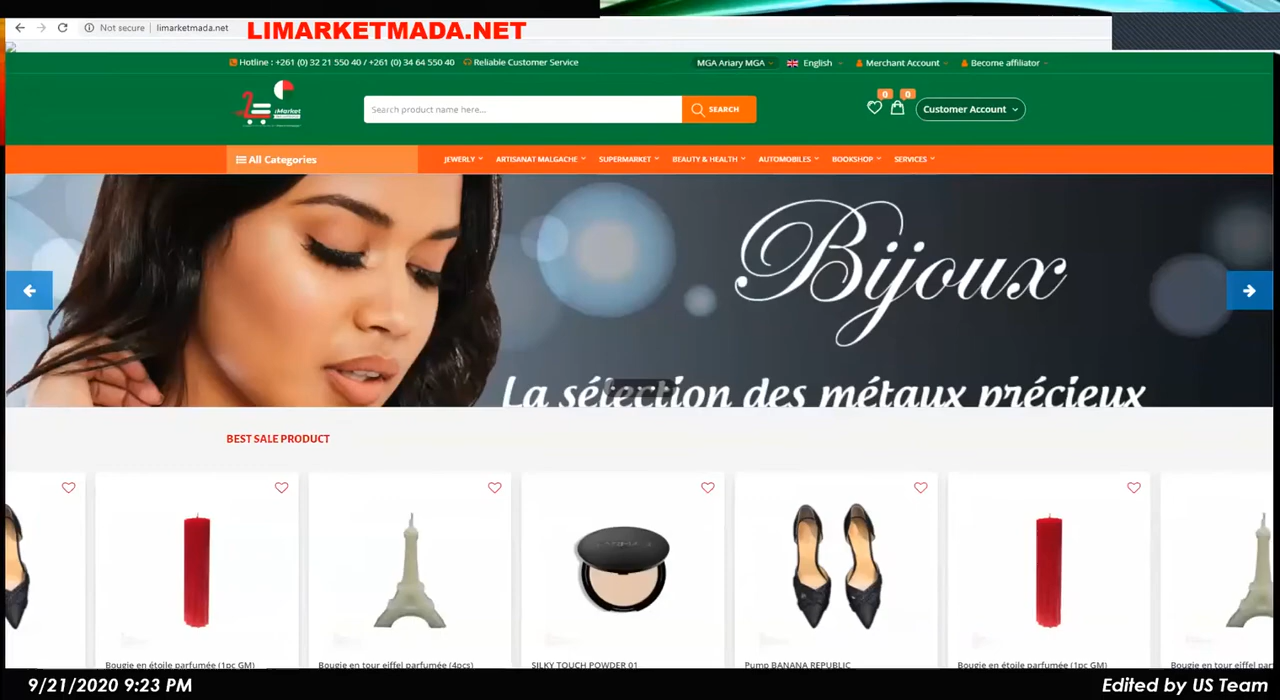 Not secure | limarketmada.net
LIMARKETMADA.NET
Hotline : +261 (0) 32 21 550 40 / +261 (0) 34 64 550 40 Reliable Customer Service
MGA Ariary MGA English Merchant Account Become affiliator
iMarket
Search product name here...
SEARCH
0 0
Customer Account
All Categories
JEWERLY ARTISANAT MALGACHE SUPERMARKET BEAUTY & HEALTH AUTOMOBILES BOOKSHOP SERVICES
Bijoux
La sélection des métaux précieux
BEST SALE PRODUCT
Bougie en étoile parfumée (1pc GM)
Bougie en tour eiffel parfumée (4pcs)
SILKY TOUCH POWDER 01
Pump BANANA REPUBLIC
Bougie en étoile parfumée (1pc GM)
Bougie en tour eiffel par
9/21/2020 9:23 PM
Edited by US Team